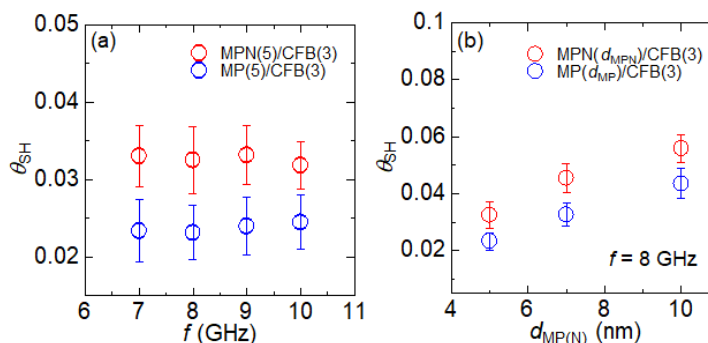 (a)
MPN(5)/CFB(3)
MP(5)/CFB(3)
0.05
0.04
0.03
0.02
θSH
6 7 8 9 10 11
f (GHz)
(b)
MPN(dMPN)/CFB(3)
MP(dMP)/CFB(3)
0.1
0.08
0.06
0.04
0.02
θSH
f = 8 GHz
4 6 8 10
dMP(N) (nm)